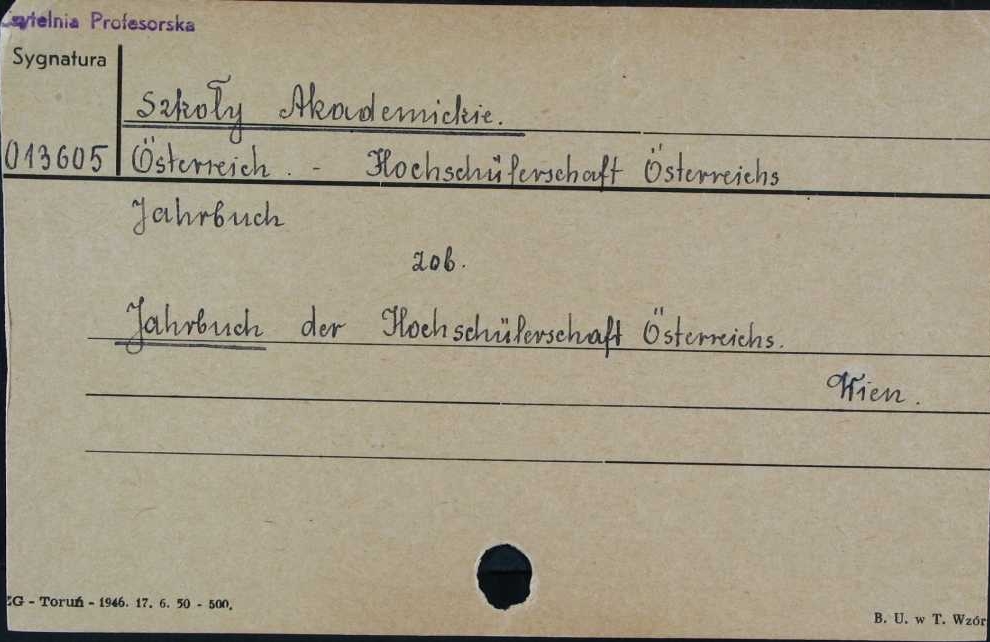 Czytelnia Profesorska
Sygnatura
Szkoły Akademickie.
013605 Österreich. - Hochschülerschaft Österreichs
Jahrbuch
zob.
Jahrbuch der Hochschülerschaft Österreichs.
Wien.
ZG - Toruń - 1946. 17. 6. 50 - 500.
B. U. w T. Wzór